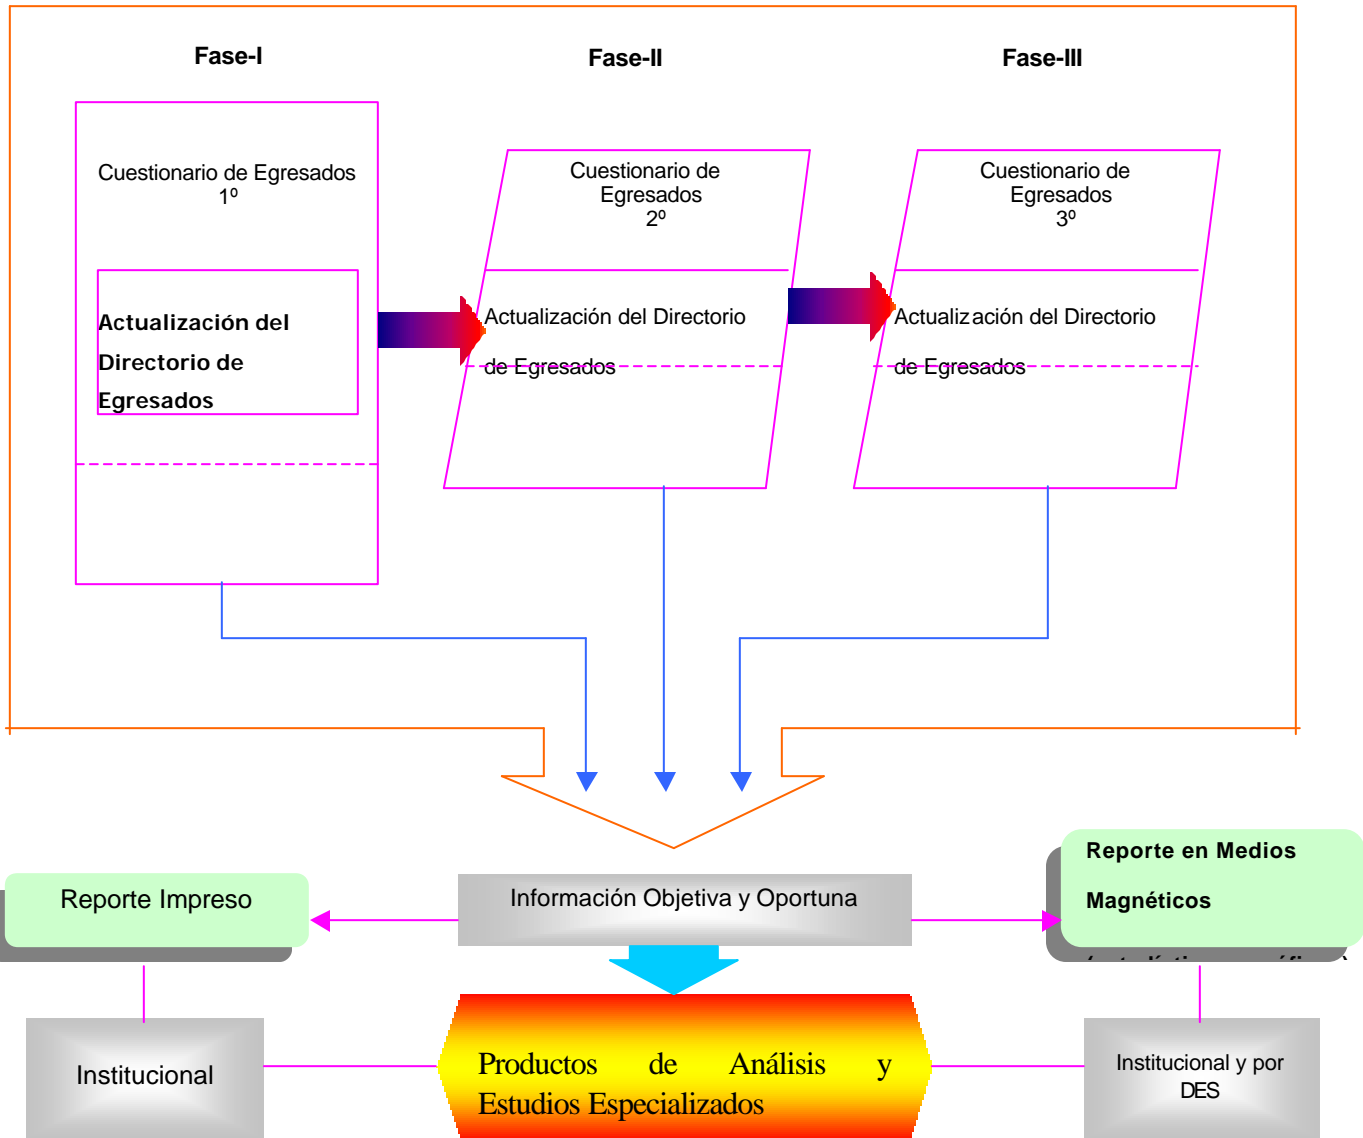 Fase-I
Fase-II
Fase-III
Cuestionario de Egresados
1º
Actualización del
Directorio de
Egresados
Cuestionario de
Egresados
2º
Actualización del Directorio
de Egresados
Cuestionario de
Egresados
3º
Actualización del Directorio
de Egresados
Reporte Impreso
Información Objetiva y Oportuna
Reporte en Medios
Magnéticos
Institucional
Productos de Análisis y
Estudios Especializados
Institucional y por
DES